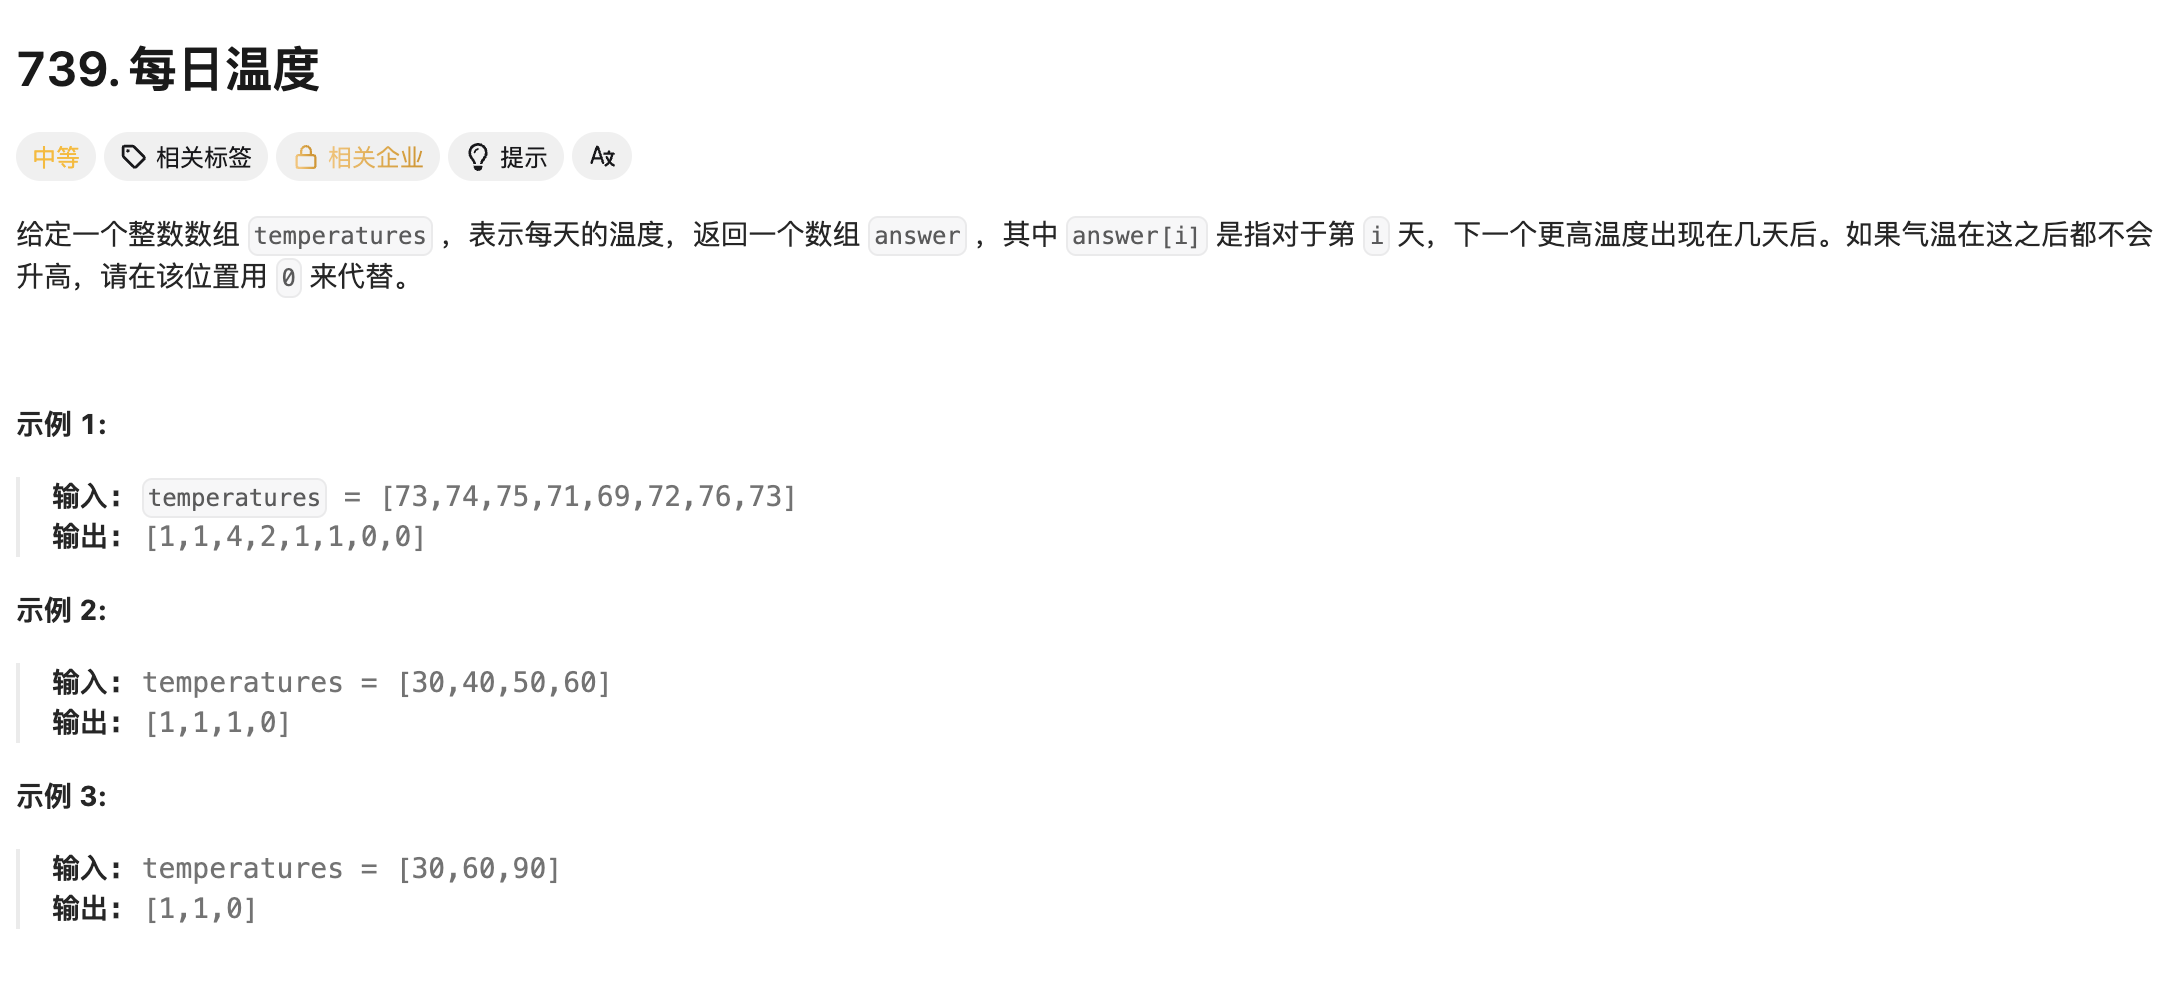 739. 每日温度
中等 相关标签 相关企业 提示 A文
给定一个整数数组 temperatures ，表示每天的温度，返回一个数组 answer ，其中 answer[i] 是指对于第 i 天，下一个更高温度出现在几天后。如果气温在这之后都不会
升高，请在该位置用 0 来代替。
示例 1:
输入: temperatures = [73,74,75,71,69,72,76,73]
输出: [1,1,4,2,1,1,0,0]
示例 2:
输入: temperatures = [30,40,50,60]
输出: [1,1,1,0]
示例 3:
输入: temperatures = [30,60,90]
输出: [1,1,0]